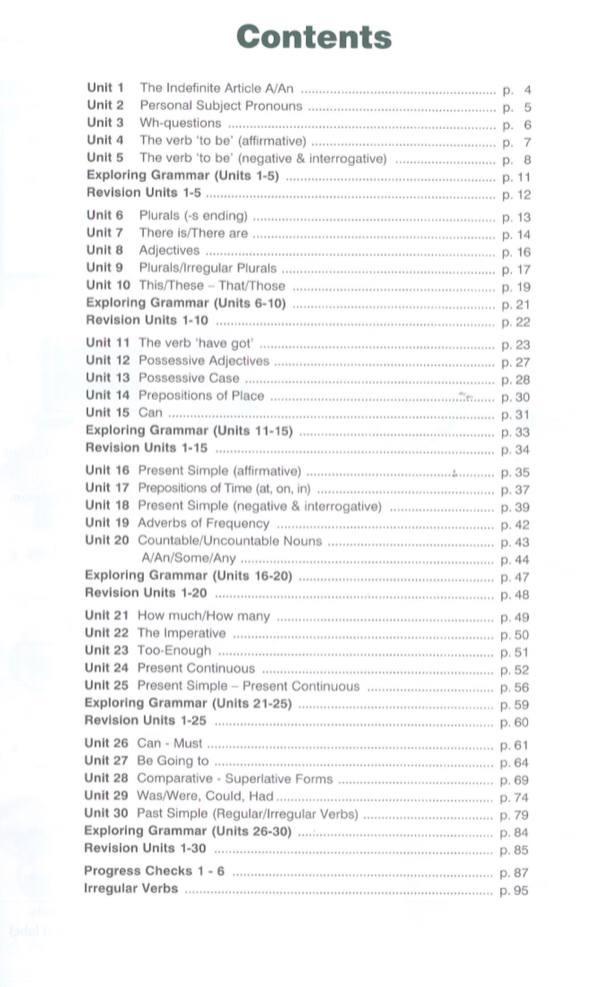 Contents
Unit 1 The Indefinite Article A/An ........ p. 4
Unit 2 Personal Subject Pronouns ........ p. 5
Unit 3 Wh-questions ........ p. 6
Unit 4 The verb 'to be' (affirmative) ........ p. 7
Unit 5 The verb 'to be' (negative & interrogative) ........ p. 8
Exploring Grammar (Units 1-5) ........ p. 11
Revision Units 1-5 ........ p. 12
Unit 6 Plurals (-s ending) ........ p. 13
Unit 7 There is/There are ........ p. 14
Unit 8 Adjectives ........ p. 16
Unit 9 Plurals/Irregular Plurals ........ p. 17
Unit 10 This/These – That/Those ........ p. 19
Exploring Grammar (Units 6-10) ........ p. 21
Revision Units 1-10 ........ p. 22
Unit 11 The verb 'have got' ........ p. 23
Unit 12 Possessive Adjectives ........ p. 27
Unit 13 Possessive Case ........ p. 28
Unit 14 Prepositions of Place ........ p. 30
Unit 15 Can ........ p. 31
Exploring Grammar (Units 11-15) ........ p. 33
Revision Units 1-15 ........ p. 34
Unit 16 Present Simple (affirmative) ........ p. 35
Unit 17 Prepositions of Time (at, on, in) ........ p. 37
Unit 18 Present Simple (negative & interrogative) ........ p. 39
Unit 19 Adverbs of Frequency ........ p. 42
Unit 20 Countable/Uncountable Nouns ........ p. 43
A/An/Some/Any ........ p. 44
Exploring Grammar (Units 16-20) ........ p. 47
Revision Units 1-20 ........ p. 48
Unit 21 How much/How many ........ p. 49
Unit 22 The Imperative ........ p. 50
Unit 23 Too-Enough ........ p. 51
Unit 24 Present Continuous ........ p. 52
Unit 25 Present Simple – Present Continuous ........ p. 56
Exploring Grammar (Units 21-25) ........ p. 59
Revision Units 1-25 ........ p. 60
Unit 26 Can - Must ........ p. 61
Unit 27 Be Going to ........ p. 64
Unit 28 Comparative - Superlative Forms ........ p. 69
Unit 29 Was/Were, Could, Had ........ p. 74
Unit 30 Past Simple (Regular/Irregular Verbs) ........ p. 79
Exploring Grammar (Units 26-30) ........ p. 84
Revision Units 1-30 ........ p. 85
Progress Checks 1 - 6 ........ p. 87
Irregular Verbs ........ p. 95